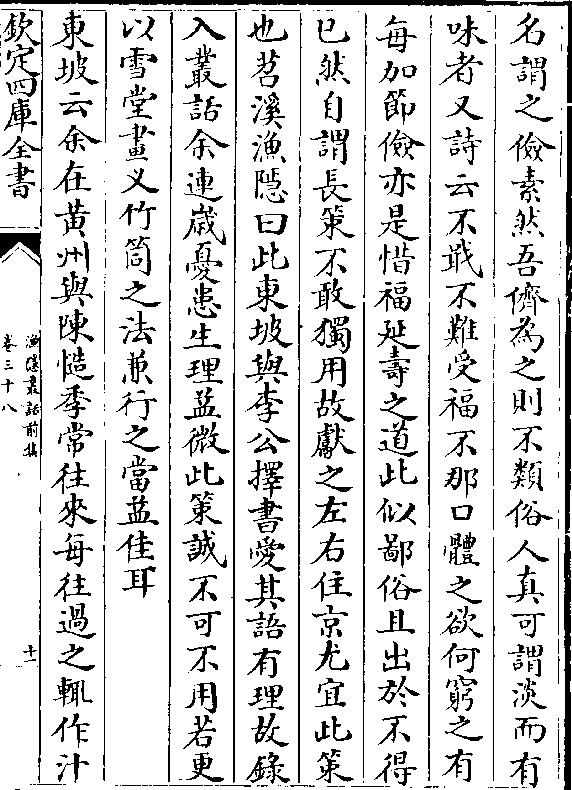 名謂之儉素然吾儕為之則不類俗人真可謂淡而有
味者又詩云不戢不難受福不那口體之欲何窮之有
每加節儉亦是惜福延壽之道此似鄙俗且出於不得
已然自謂長策不敢獨用故獻之左右住京尤宜此策
也苕溪漁隱曰此東坡與李公擇書愛其語有理故錄
入叢話余連歲憂患生理益微此策誠不可不用若更
以雪堂畫乂竹筒之法兼行之當益佳耳
東坡云余在黃州與陳慥季常往來每往過之輒作汁
欽定四庫全書
漁隱叢話前集
卷三十八
十一